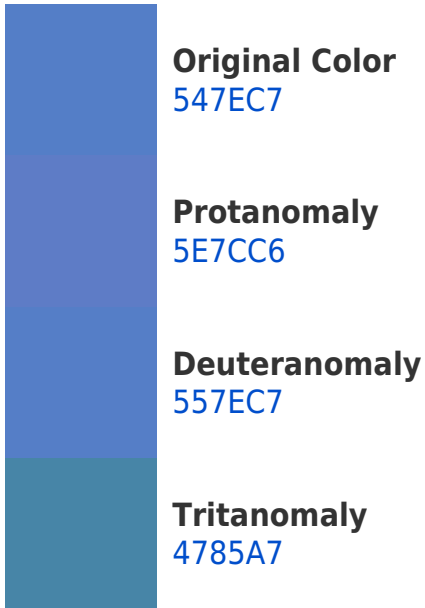 Original Color
547EC7
Protanomaly
5E7CC6
Deuteranomaly
557EC7
Tritanomaly
4785A7